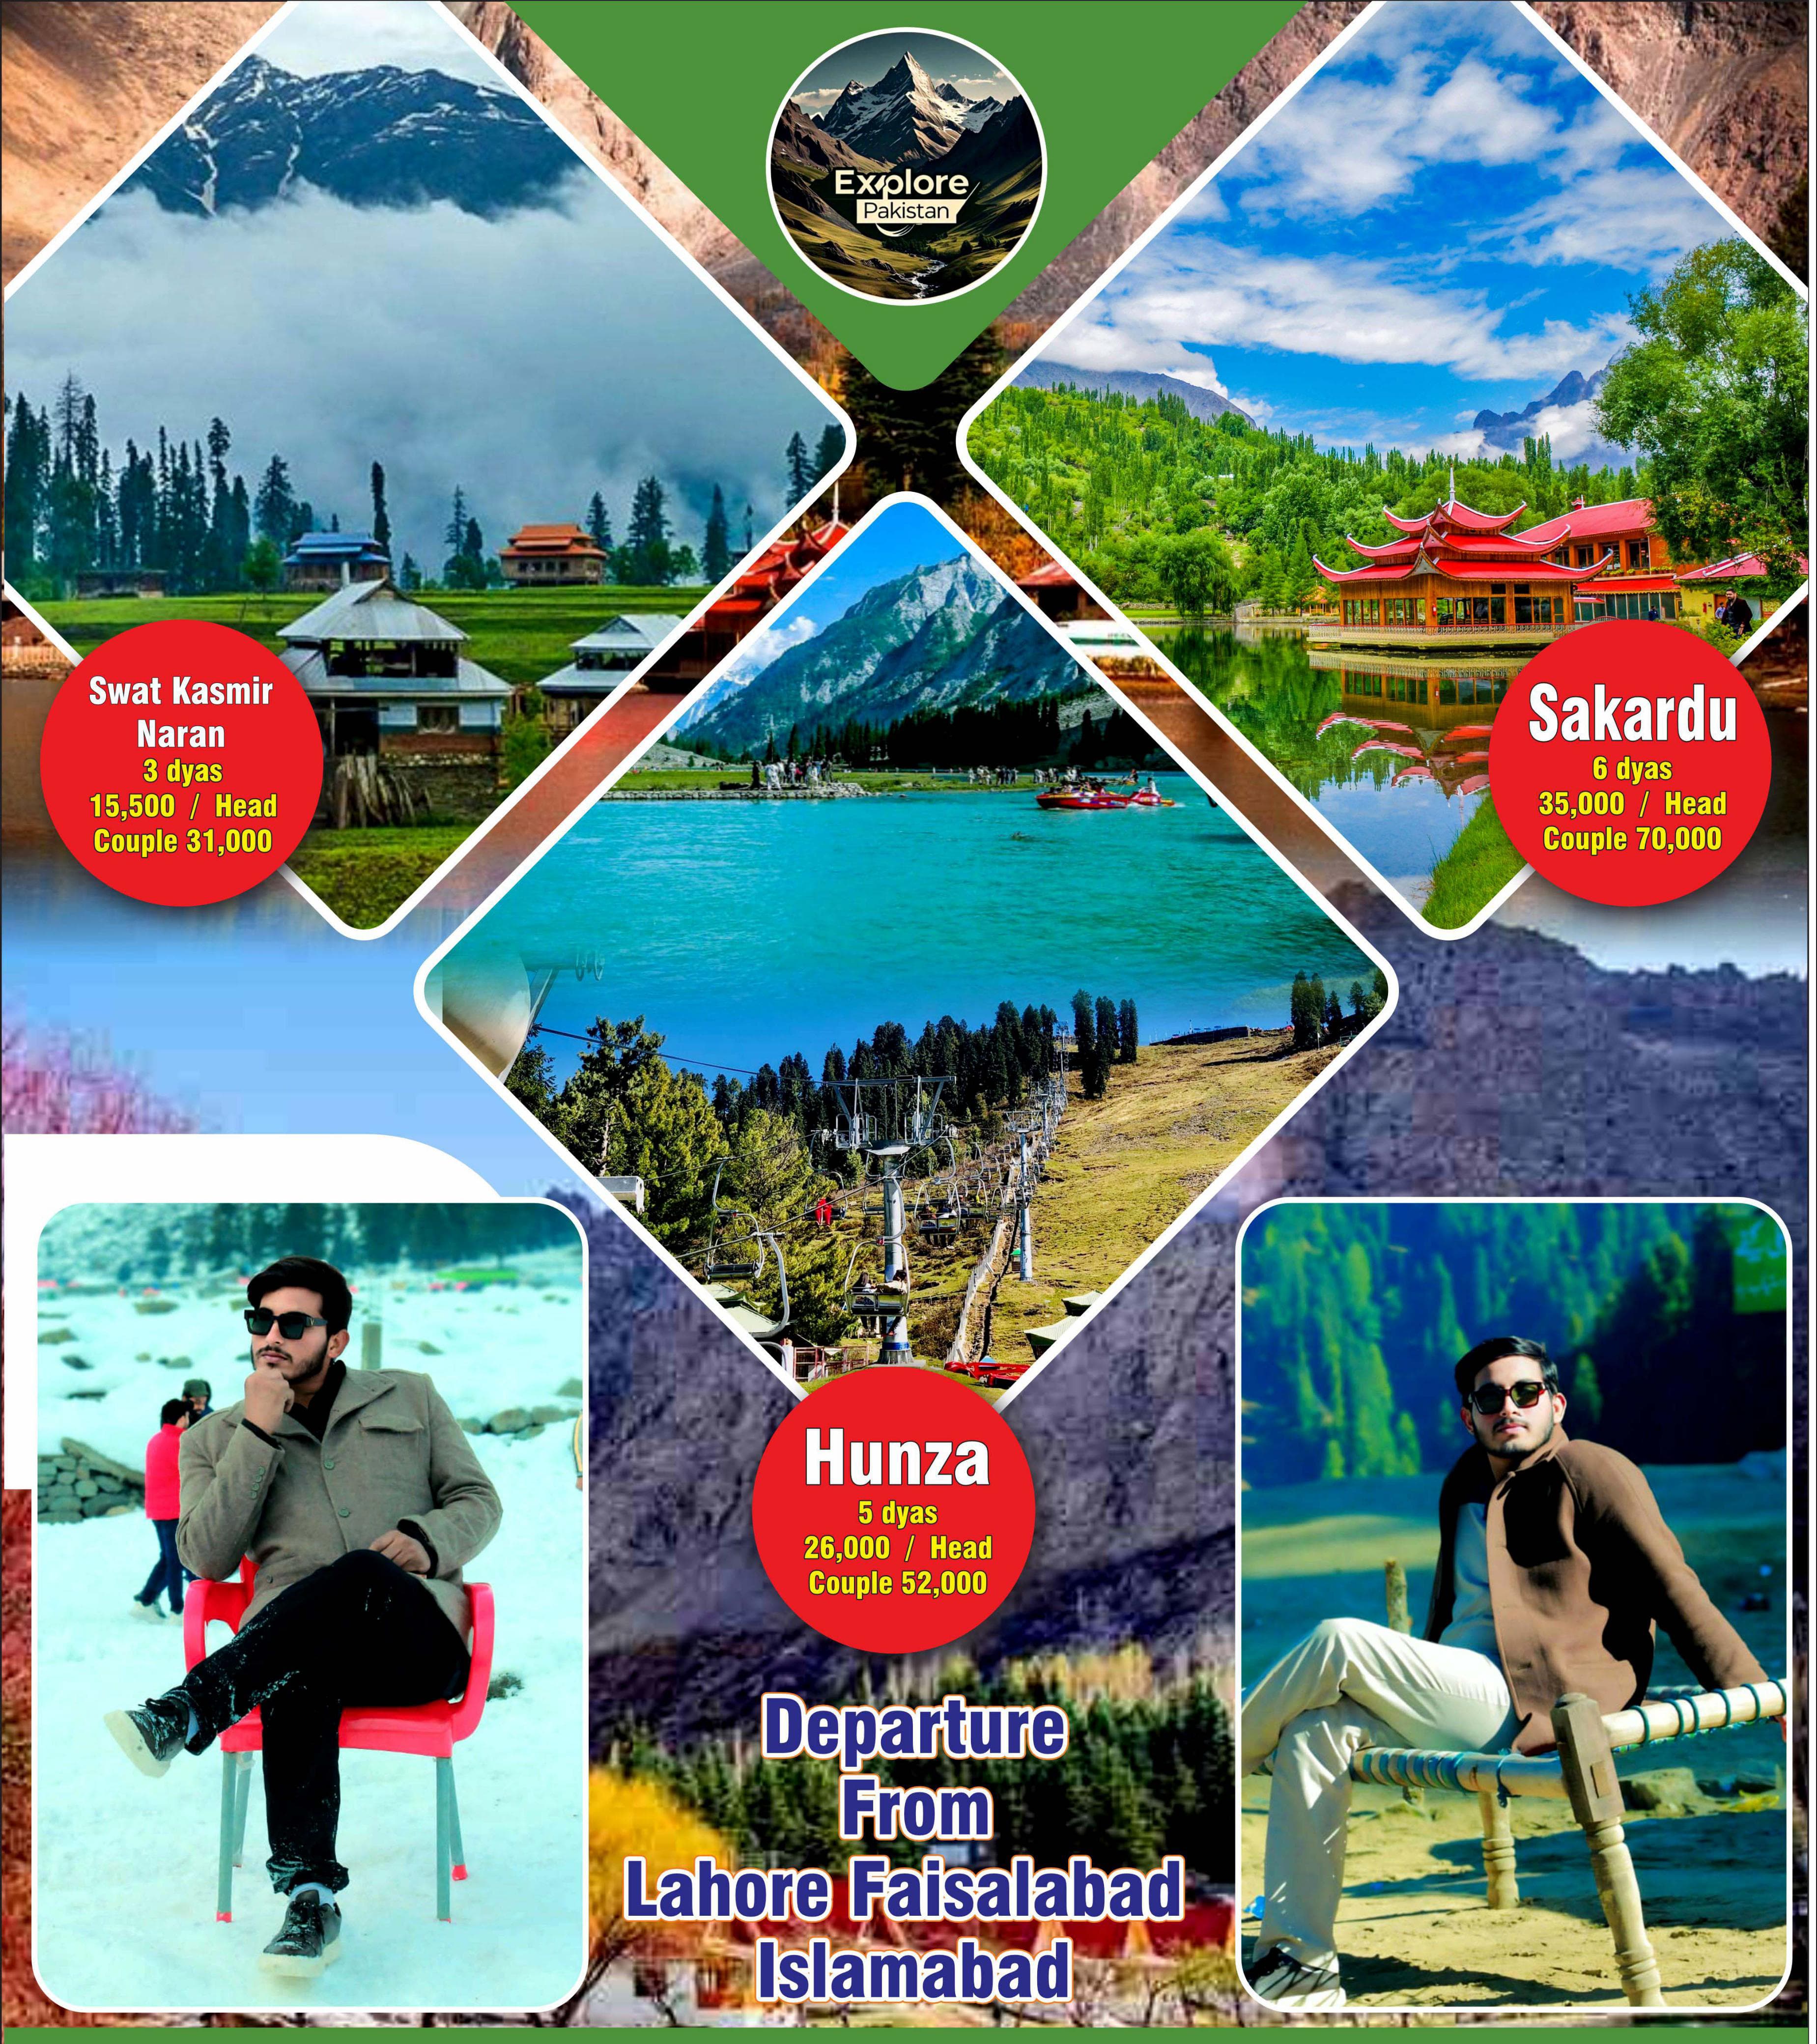 Explore
Pakistan
Swat Kasmir
Naran
3 dyas
15,500 / Head
Couple 31,000
Sakardu
6 dyas
35,000 / Head
Couple 70,000
Hunza
5 dyas
26,000 / Head
Couple 52,000
Departure
From
Lahore Faisalabad
Islamabad